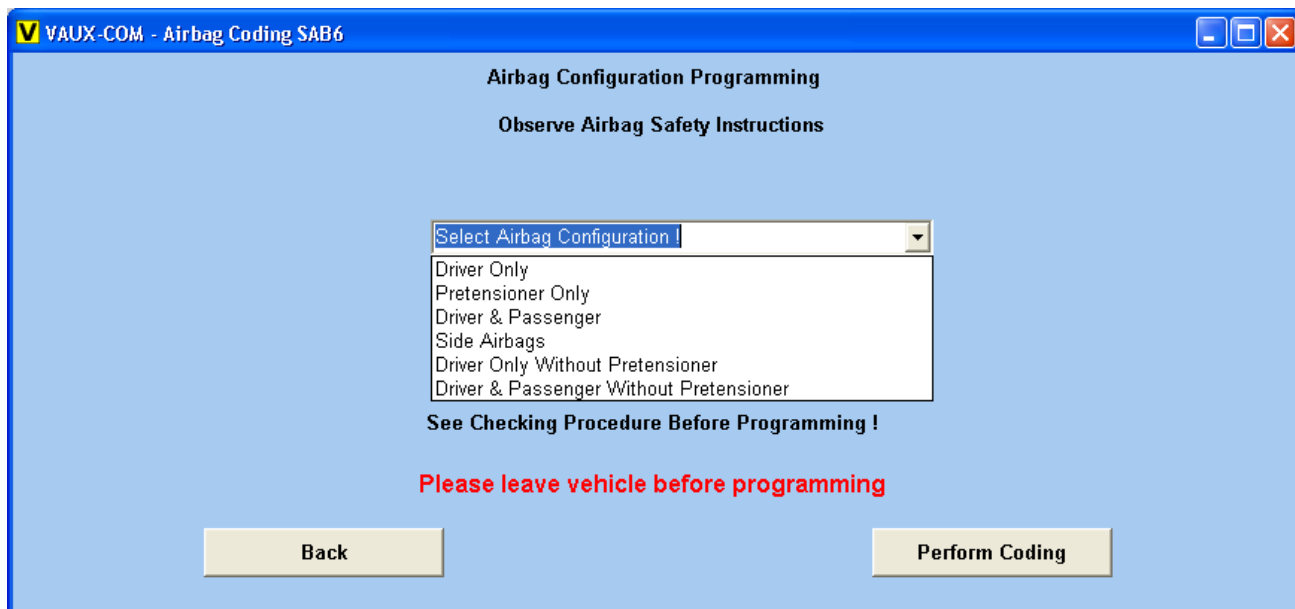 VAUX-COM - Airbag Coding SAB6
Airbag Configuration Programming
Observe Airbag Safety Instructions
Select Airbag Configuration !
Driver Only
Pretensioner Only
Driver & Passenger
Side Airbags
Driver Only Without Pretensioner
Driver & Passenger Without Pretensioner
See Checking Procedure Before Programming !
Please leave vehicle before programming
Back
Perform Coding